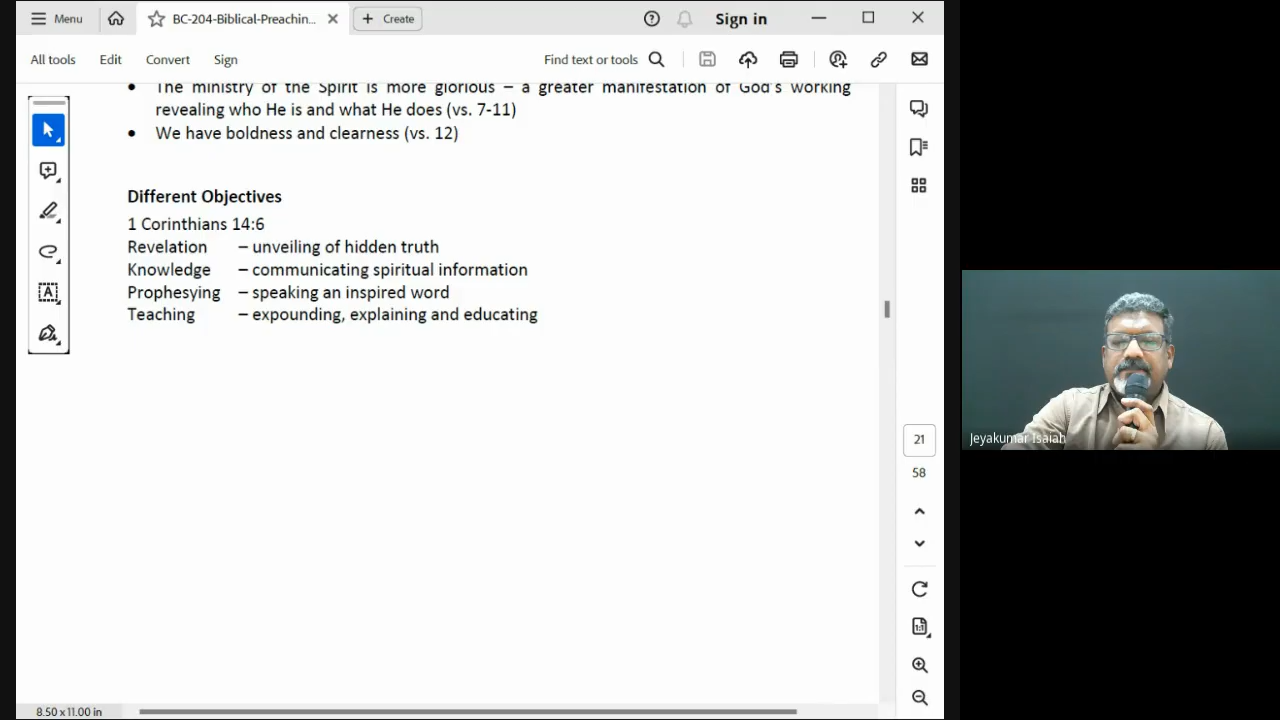 Menu
BC-204-Biblical-Preachin...
Create
Sign in
All tools
Edit
Convert
Sign
Find text or tools
• The ministry of the Spirit is more glorious – a greater manifestation of God's working
revealing who He is and what He does (vs. 7-11)
• We have boldness and clearness (vs. 12)
Different Objectives
1 Corinthians 14:6
Revelation – unveiling of hidden truth
Knowledge – communicating spiritual information
Prophesying – speaking an inspired word
Teaching – expounding, explaining and educating
21
58
8.50 x 11.00 in
Jeyakumar Isaiah